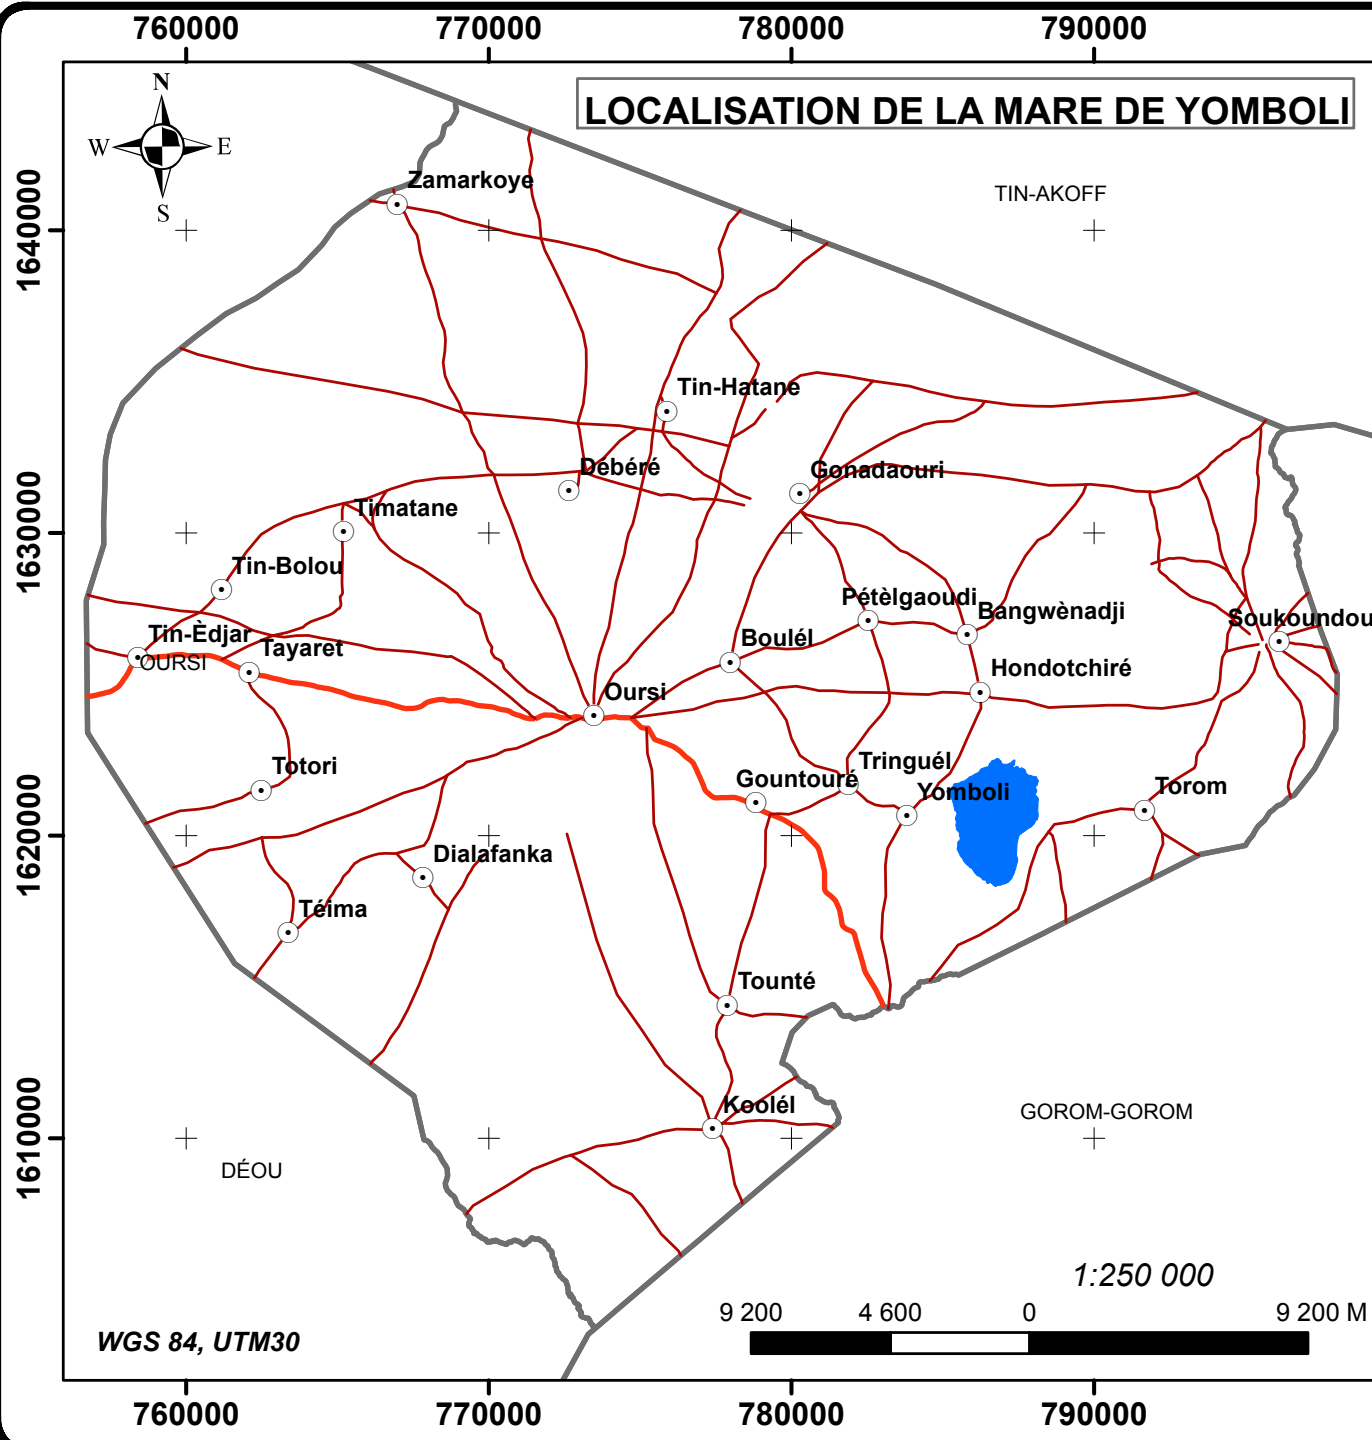 760000 770000 780000 790000
LOCALISATION DE LA MARE DE YOMBOLI
N
W E
S
TIN-AKOFF
Zamarkoye
1640000
Tin-Hatane
Debéré
Gonadaouri
Timatane
1630000
Tin-Bolou
Pétèlgaoudi
Bangwènadji
Soukoundou
Tin-Èdjar
OURSI
Tayaret
Boulél
Hondotchiré
Oursi
Totori
Gountouré
Tringuél
Yomboli
Torom
1620000
Dialafanka
Téima
Tounté
Koolél
GOROM-GOROM
1610000
DÉOU
1:250 000
9 200 4 600 0 9 200 M
WGS 84, UTM30
760000 770000 780000 790000